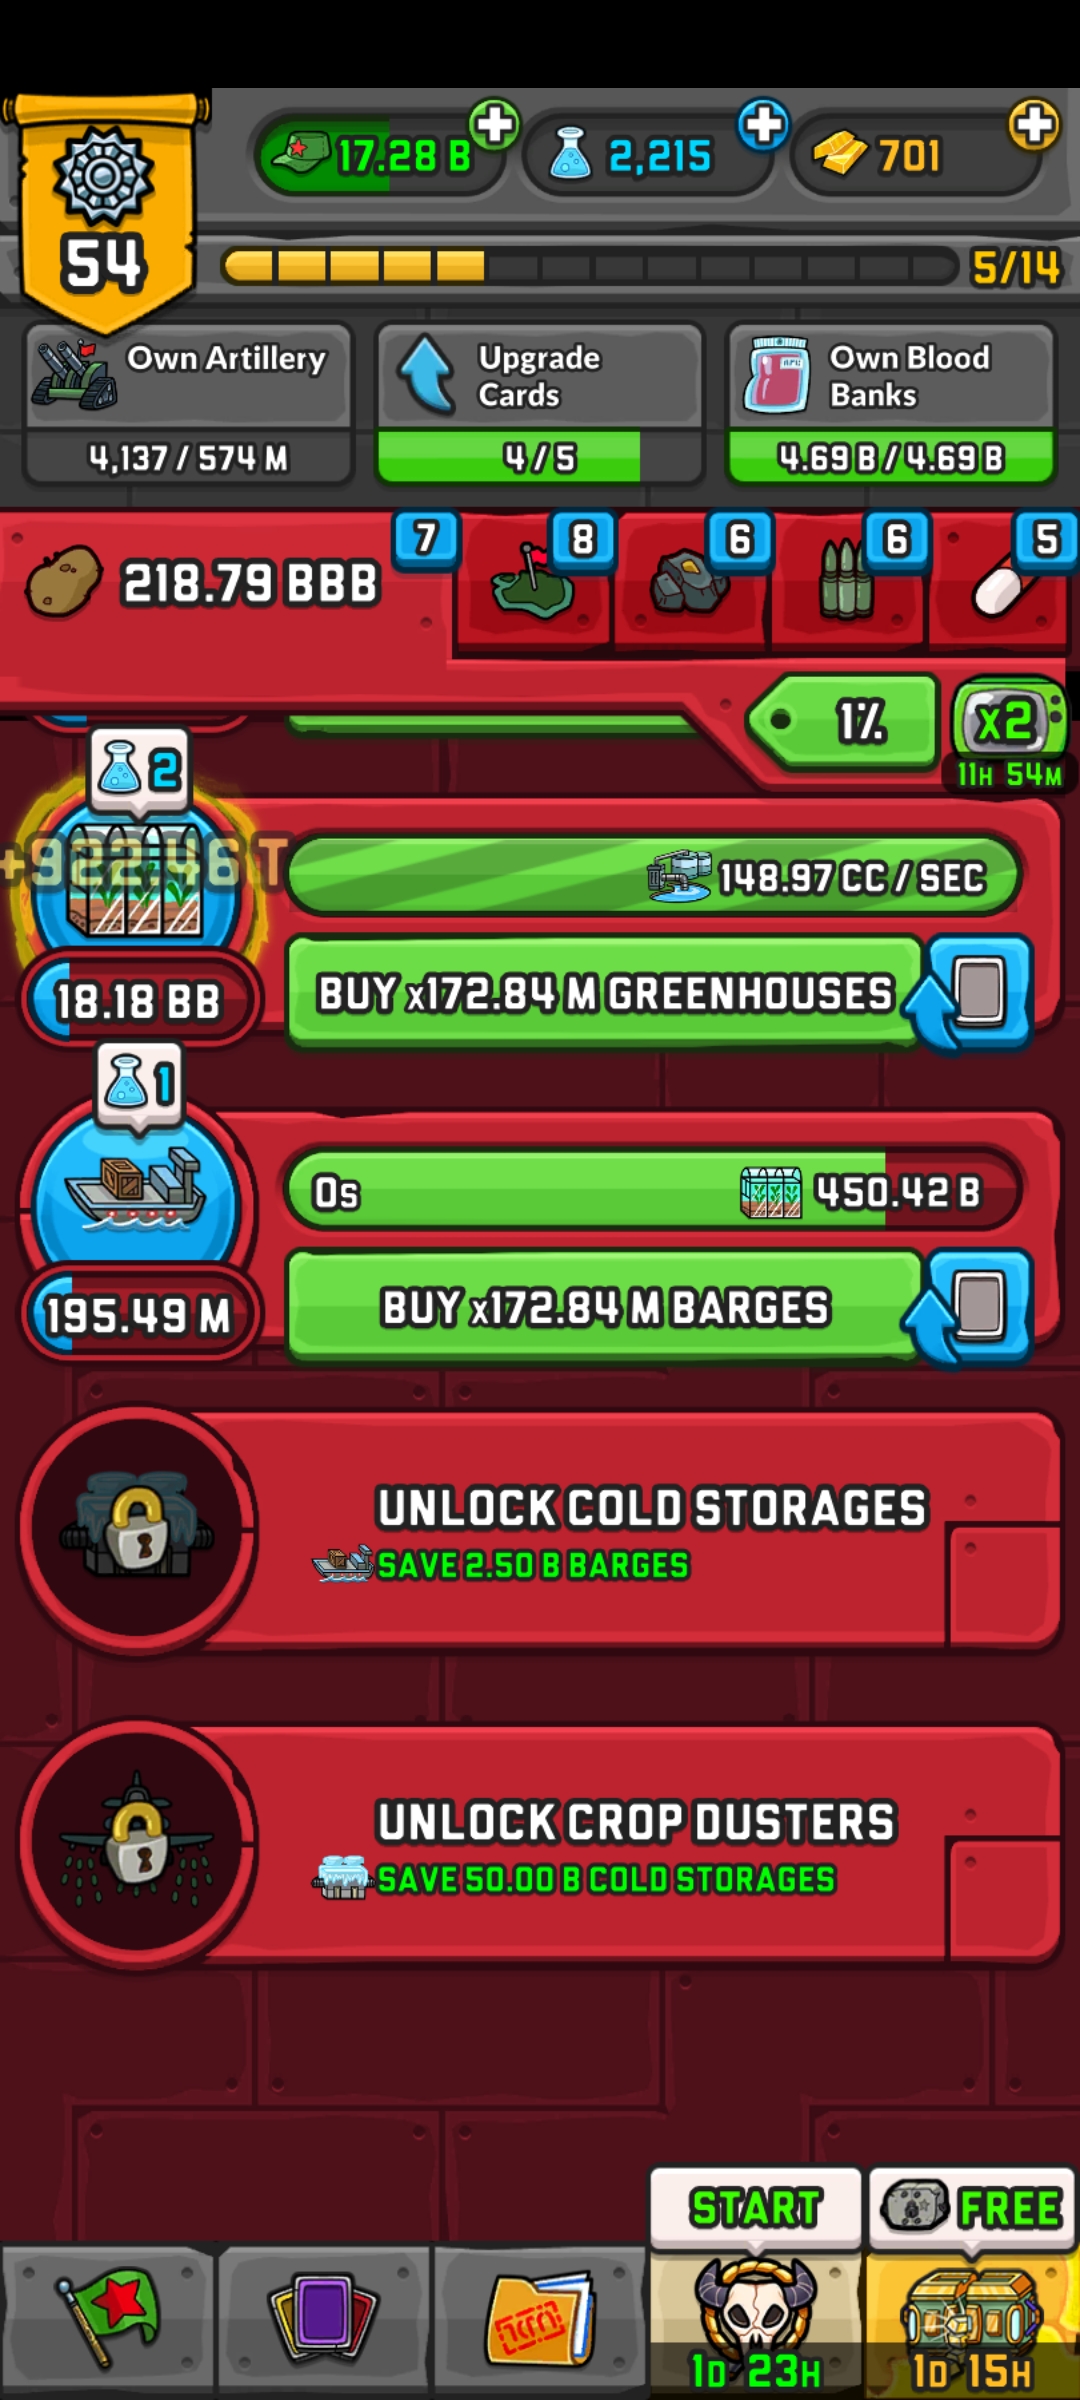 17.28 B
2,215
701
54
5/14
Own Artillery
4,137 / 574 M
Upgrade
Cards
4 / 5
Own Blood
Banks
4.69 B / 4.69 B
218.79 BBB
7
8
6
6
5
1%
x2
11H 54M
2
+922.46 T
148.97 CC / SEC
18.18 BB
BUY x172.84 M GREENHOUSES
1
0s
450.42 B
195.49 M
BUY x172.84 M BARGES
UNLOCK COLD STORAGES
SAVE 2.50 B BARGES
UNLOCK CROP DUSTERS
SAVE 50.00 B COLD STORAGES
START
FREE
1D 23H
1D 15H